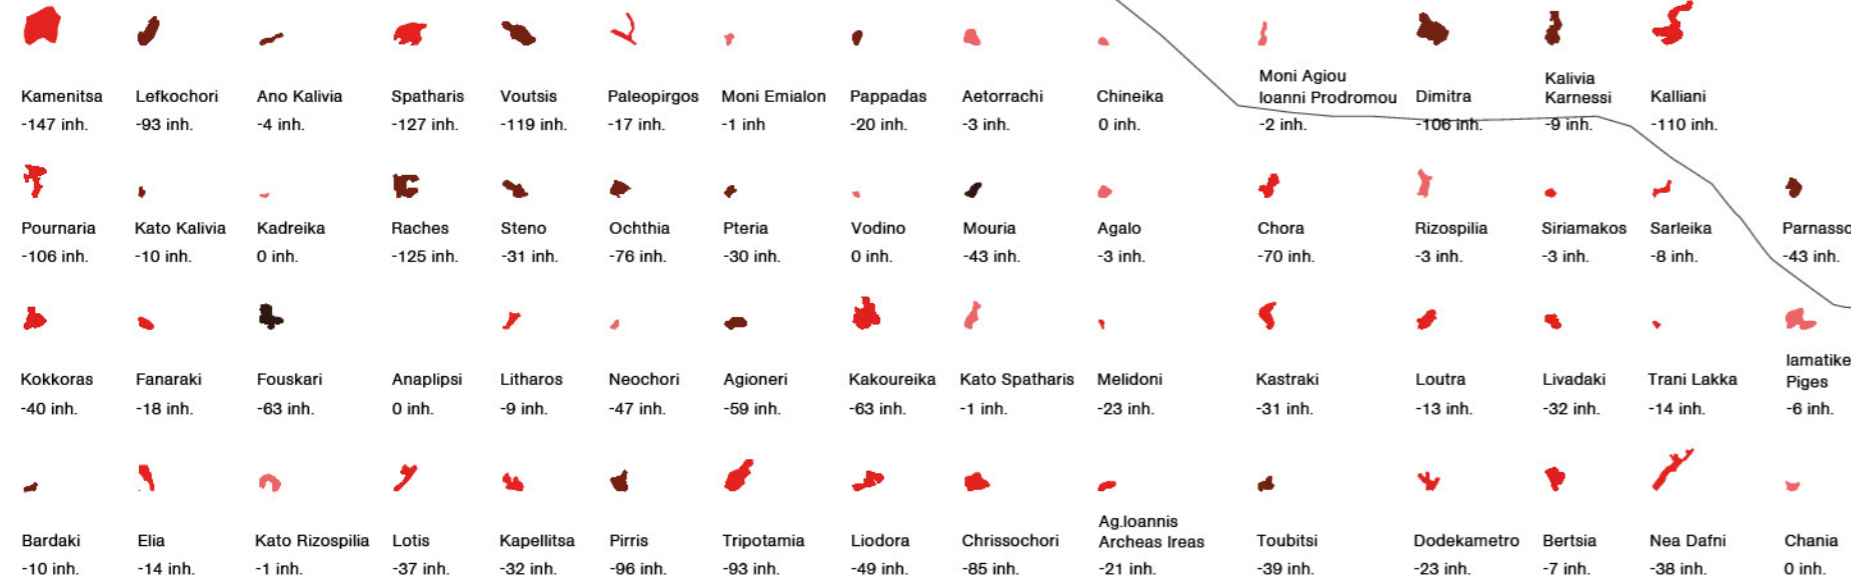 Kamenitsa Lefkochori Ano Kalivia Spatharis Voutsis Paleopirgos Moni Emialon Pappadas Aetorrachi Chineika Moni Agiou Ioanni Prodromou Dimitra Kalivia Karnessi Kalliani
-147 inh. -93 inh. -4 inh. -127 inh. -119 inh. -17 inh. -1 inh -20 inh. -3 inh. 0 inh. -2 inh. -106 inh. -9 inh. -110 inh.
Pournaria Kato Kalivia Kadreika Raches Steno Ochthia Pteria Vodino Mouria Agalo Chora Rizospilia Siriamakos Sarleika Parnasso
-106 inh. -10 inh. 0 inh. -125 inh. -31 inh. -76 inh. -30 inh. 0 inh. -43 inh. -3 inh. -70 inh. -3 inh. -3 inh. -8 inh. -43 inh.
Kokkoras Fanaraki Fouskari Anaplipsi Litharos Neochori Agioneri Kakoureika Kato Spatharis Melidoni Kastraki Loutra Livadaki Trani Lakka Iamatike Piges
-40 inh. -18 inh. -63 inh. 0 inh. -9 inh. -47 inh. -59 inh. -63 inh. -1 inh. -23 inh. -31 inh. -13 inh. -32 inh. -14 inh. -6 inh.
Bardaki Elia Kato Rizospilia Lotis Kapellitsa Pirris Tripotamia Liodora Chrissochori Ag.Ioannis Archeas Ireas Toubitsi Dodekametro Bertsia Nea Dafni Chania
-10 inh. -14 inh. -1 inh. -37 inh. -32 inh. -96 inh. -93 inh. -49 inh. -85 inh. -21 inh. -39 inh. -23 inh. -7 inh. -38 inh. 0 inh.